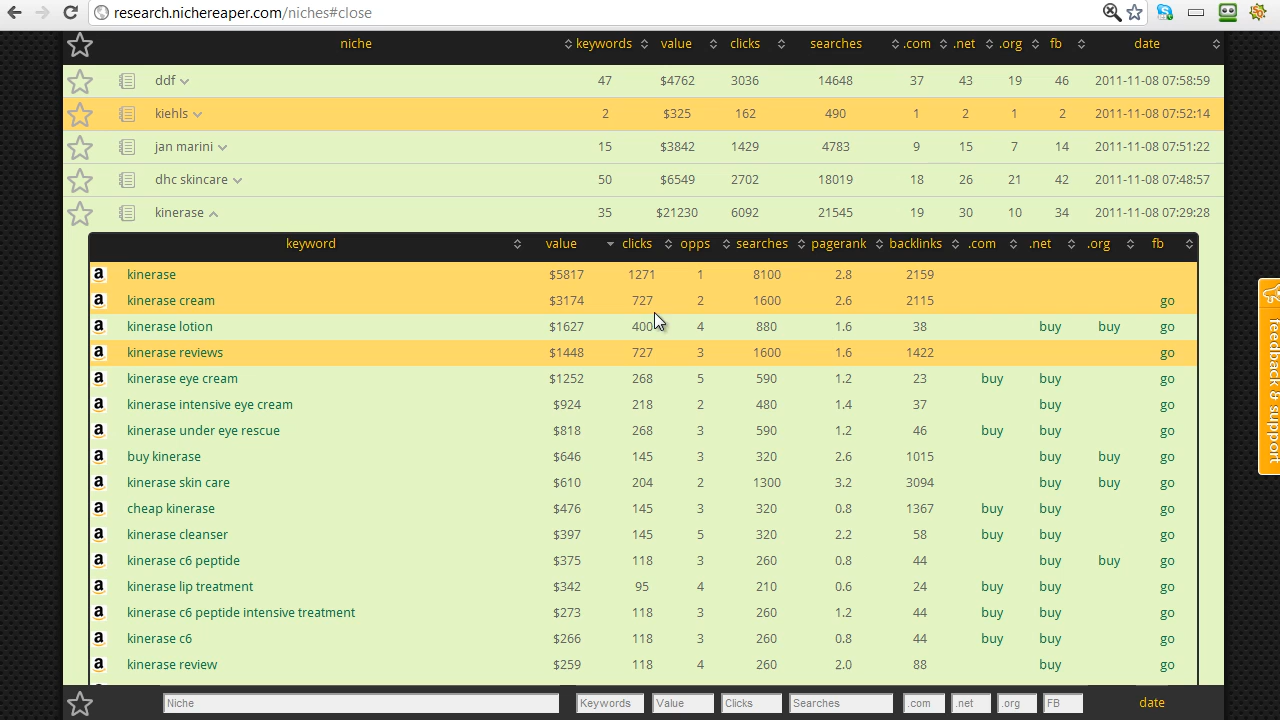 research.nichereaper.com/niches#close
niche keywords value clicks searches .com .net .org fb date
ddf 47 $4762 3036 14648 37 43 19 46 2011-11-08 07:58:59
kiehls 2 $325 162 490 1 2 1 2 2011-11-08 07:52:14
jan marini 15 $3842 1429 4783 9 15 7 14 2011-11-08 07:51:22
dhc skincare 50 $6549 2702 18019 18 26 21 42 2011-11-08 07:48:57
kinerase 35 $21230 6092 21545 19 30 10 34 2011-11-08 07:29:28
keyword value clicks opps searches pagerank backlinks .com .net .org fb
a kinerase $5817 1271 1 8100 2.8 2159
a kinerase cream $3174 727 2 1600 2.6 2115 go
a kinerase lotion $1627 400 4 880 1.6 38 buy buy go
a kinerase reviews $1448 727 3 1600 1.6 1422 go
a kinerase eye cream $1252 268 5 590 1.2 23 buy buy go
a kinerase intensive eye cream $924 218 2 480 1.4 37 buy go
a kinerase under eye rescue $818 268 3 590 1.2 46 buy buy go
a buy kinerase $646 145 3 320 2.6 1015 buy buy go
a kinerase skin care $610 204 2 1300 3.2 3094 buy buy go
a cheap kinerase $476 145 3 320 0.8 1367 buy buy go
a kinerase cleanser $397 145 5 320 2.2 58 buy buy go
a kinerase c6 peptide $375 118 3 260 0.8 44 buy buy go
a kinerase lip treatment $342 95 4 210 0.6 24 buy buy go
a kinerase c6 peptide intensive treatment $273 118 3 260 1.2 44 buy buy go
a kinerase c6 $266 118 3 260 0.8 44 buy buy go
a kinerase review $259 118 4 260 2.0 88 buy go
Niche Keywords Value Clicks Searches .com .net .org FB date
feedback & support